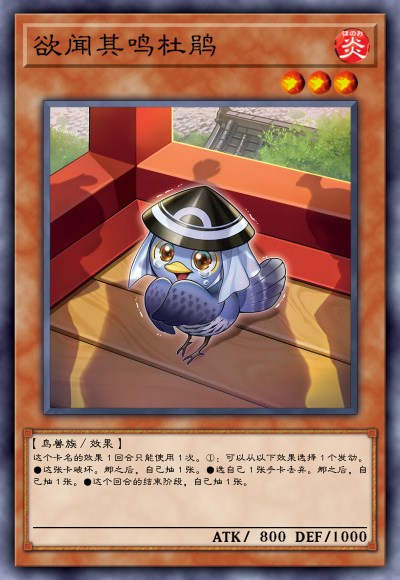 欲闻其鸣杜鹃
炎
ほのお
【鸟兽族／效果】
这个卡名的效果1回合只能使用1次。①：可以从以下效果选择1个发动。
●这张卡破坏。那之后，自己抽1张。●选自己1张手卡丢弃。那之后，自
己抽1张。●这个回合的结束阶段，自己抽1张。
ATK/ 800 DEF/1000